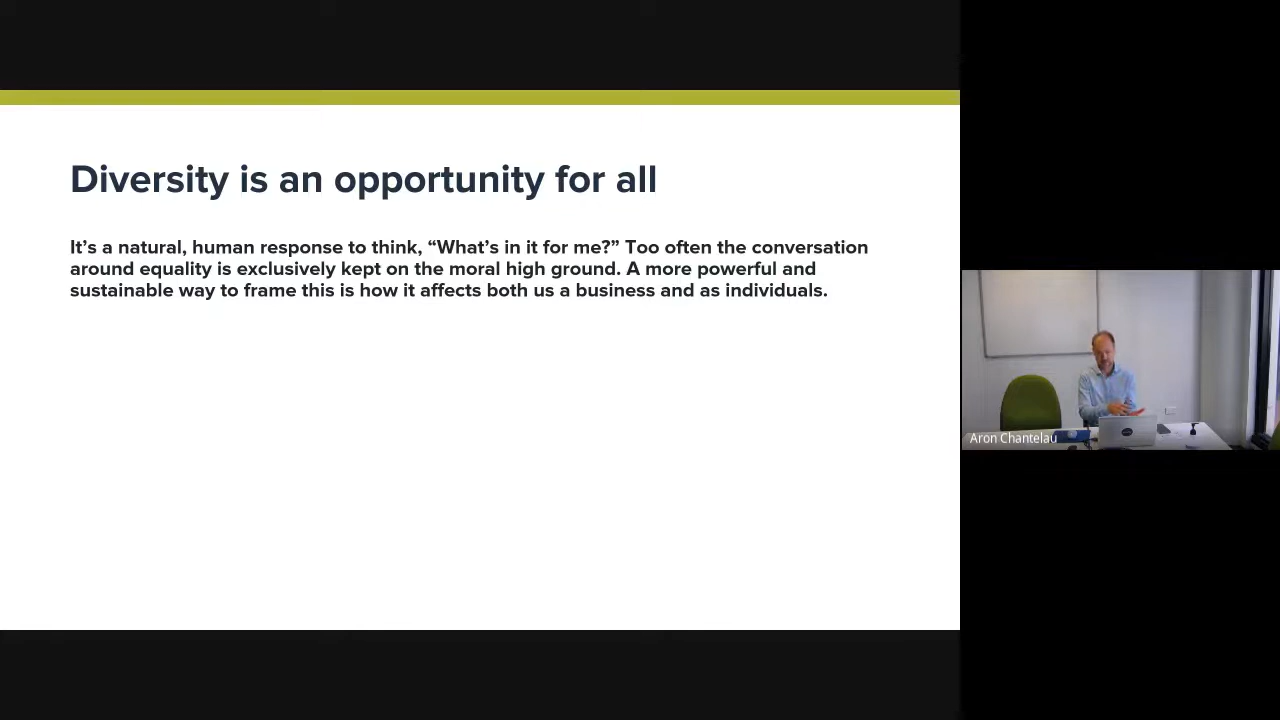 Diversity is an opportunity for all
It’s a natural, human response to think, “What’s in it for me?” Too often the conversation
around equality is exclusively kept on the moral high ground. A more powerful and
sustainable way to frame this is how it affects both us a business and as individuals.
Aron Chantelau